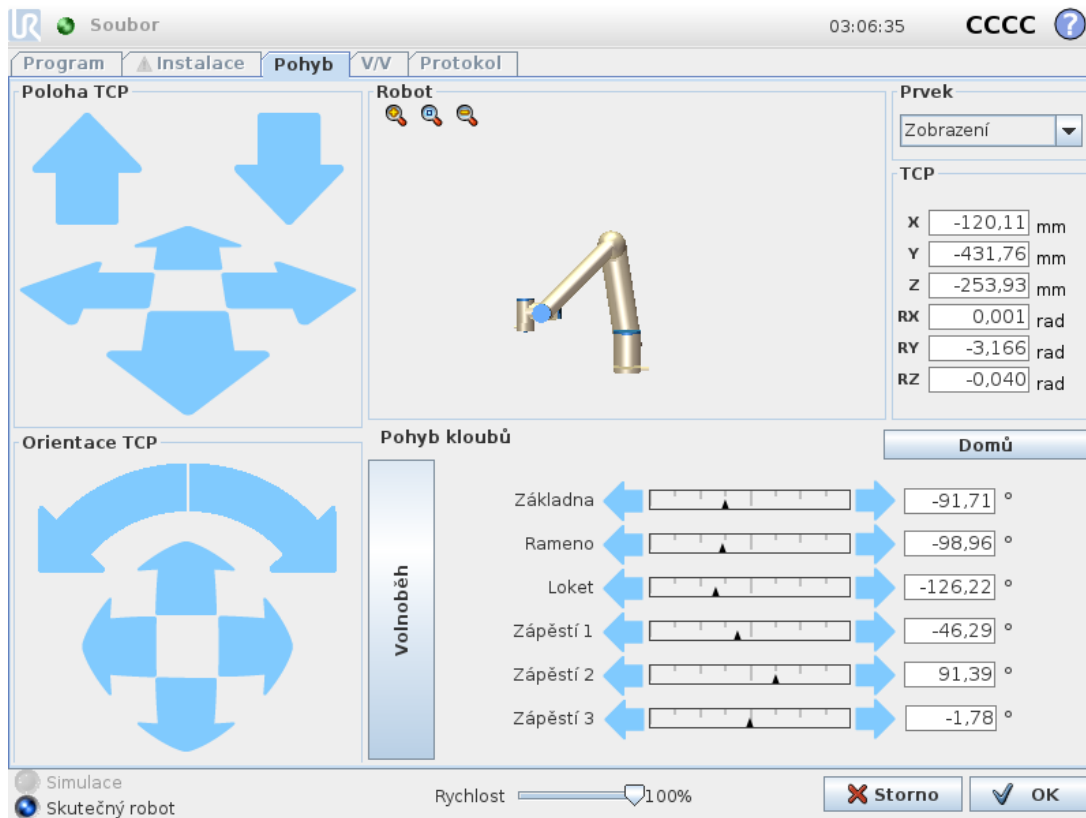 UR Soubor 03:06:35 CCCC ?
Program Instalace Pohyb V/V Protokol
Poloha TCP
Robot
Prvek
Zobrazení
TCP
X -120,11 mm
Y -431,76 mm
Z -253,93 mm
RX 0,001 rad
RY -3,166 rad
RZ -0,040 rad
Orientace TCP
Pohyb kloubů
Domů
Volnoběh
Základna -91,71 °
Rameno -98,96 °
Loket -126,22 °
Zápěstí 1 -46,29 °
Zápěstí 2 91,39 °
Zápěstí 3 -1,78 °
Simulace
Skutečný robot
Rychlost 100%
Storno
OK